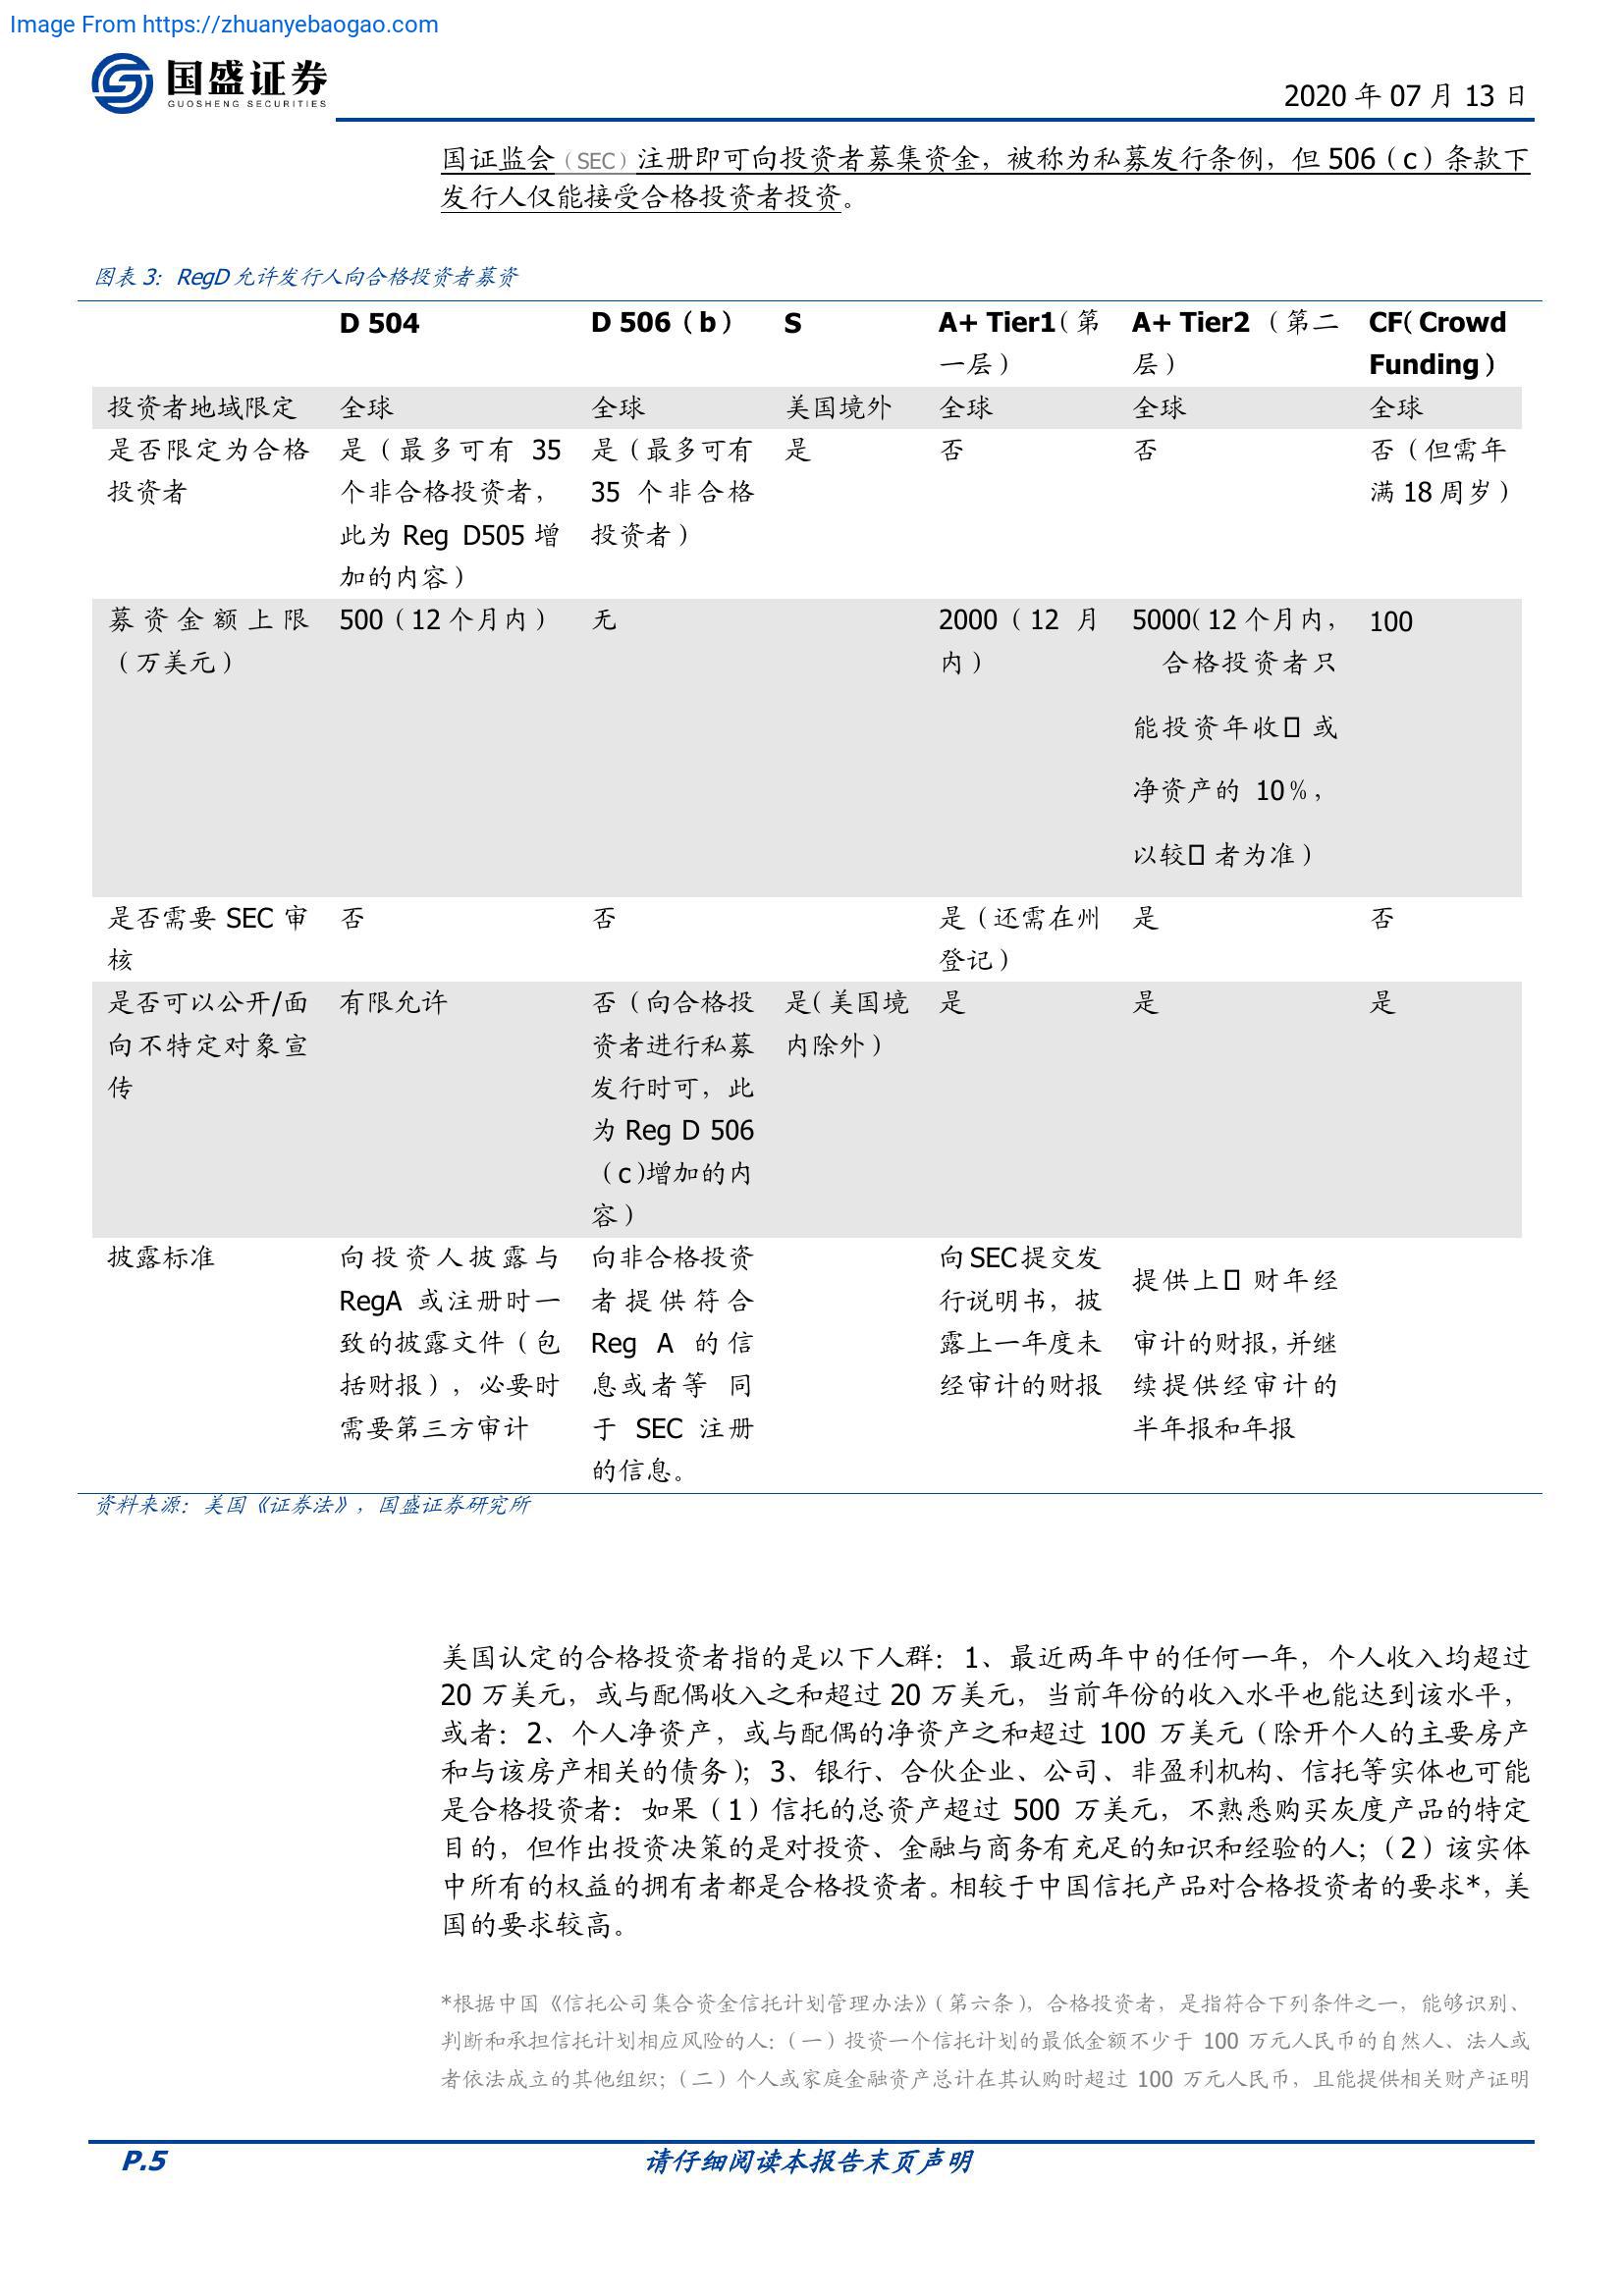 Image From https://zhuanyebaogao.com
国盛证券
GUOSHENG SECURITIES
2020 年 07 月 13 日
国证监会（SEC）注册即可向投资者募集资金，被称为私募发行条例，但 506（c）条款下
发行人仅能接受合格投资者投资。
图表 3：RegD 允许发行人向合格投资者募资
D 504 D 506（b） S A+ Tier1（第 A+ Tier2 （第二 CF（Crowd
一层） 层） Funding）
投资者地域限定 全球 全球 美国境外 全球 全球 全球
是否限定为合格 是（最多可有 35 是（最多可有 是 否 否 否（但需年
投资者 个非合格投资者， 35 个非合格 满 18 周岁）
此为 Reg D505 增 投资者）
加的内容）
募资金额上限 500（12 个月内） 无 2000（12 月 5000（12 个月内， 100
（万美元） 内） 合格投资者只
能投资年收 或
净资产的 10%，
以较 者为准）
是否需要 SEC 审 否 否 是（还需在州 是 否
核 登记）
是否可以公开/面 有限允许 否（向合格投 是（美国境 是 是 是
向不特定对象宣 资者进行私募 内除外）
传 发行时可，此
为 Reg D 506
（c)增加的内
容）
披露标准 向投资人披露与 向非合格投资 向SEC提交发 提供上 财年经
RegA 或注册时一 者提供符合 行说明书，披
致的披露文件（包 Reg A 的信 露上一年度未 审计的财报，并继
括财报），必要时 息或者等 同 经审计的财报 续提供经审计的
需要第三方审计 于 SEC 注册 半年报和年报
的信息。
资料来源：美国《证券法》，国盛证券研究所
美国认定的合格投资者指的是以下人群：1、最近两年中的任何一年，个人收入均超过
20 万美元，或与配偶收入之和超过 20 万美元，当前年份的收入水平也能达到该水平，
或者：2、个人净资产，或与配偶的净资产之和超过 100 万美元（除开个人的主要房产
和与该房产相关的债务）；3、银行、合伙企业、公司、非盈利机构、信托等实体也可能
是合格投资者：如果（1）信托的总资产超过 500 万美元，不熟悉购买灰度产品的特定
目的，但作出投资决策的是对投资、金融与商务有充足的知识和经验的人；（2）该实体
中所有的权益的拥有者都是合格投资者。相较于中国信托产品对合格投资者的要求*，美
国的要求较高。
*根据中国《信托公司集合资金信托计划管理办法》（第六条），合格投资者，是指符合下列条件之一，能够识别、
判断和承担信托计划相应风险的人：（一）投资一个信托计划的最低金额不少于 100 万元人民币的自然人、法人或
者依法成立的其他组织；（二）个人或家庭金融资产总计在其认购时超过 100 万元人民币，且能提供相关财产证明
P.5 请仔细阅读本报告末页声明